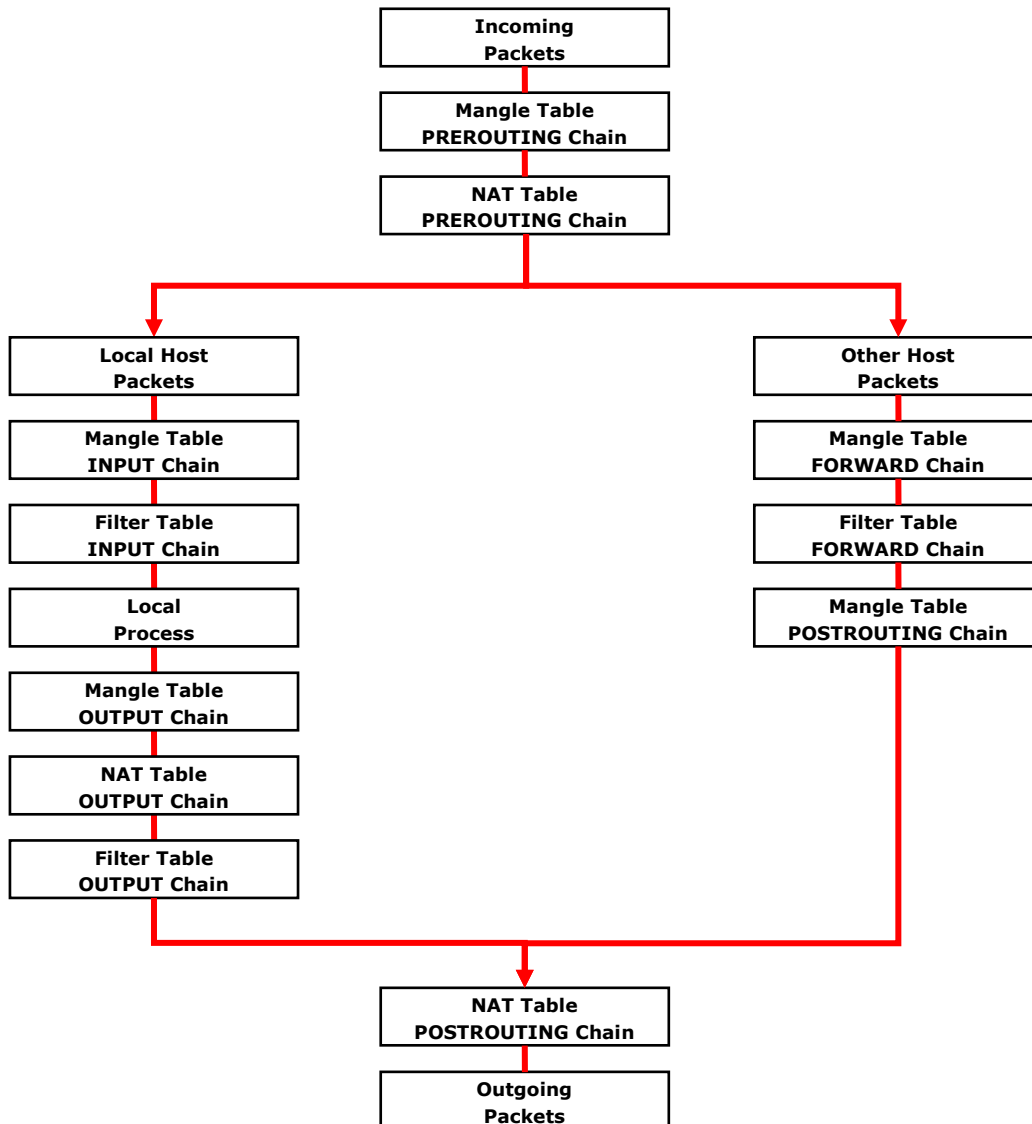 Incoming
Packets
Mangle Table
PREROUTING Chain
NAT Table
PREROUTING Chain
Local Host
Packets
Mangle Table
INPUT Chain
Filter Table
INPUT Chain
Local
Process
Mangle Table
OUTPUT Chain
NAT Table
OUTPUT Chain
Filter Table
OUTPUT Chain
Other Host
Packets
Mangle Table
FORWARD Chain
Filter Table
FORWARD Chain
Mangle Table
POSTROUTING Chain
NAT Table
POSTROUTING Chain
Outgoing
Packets